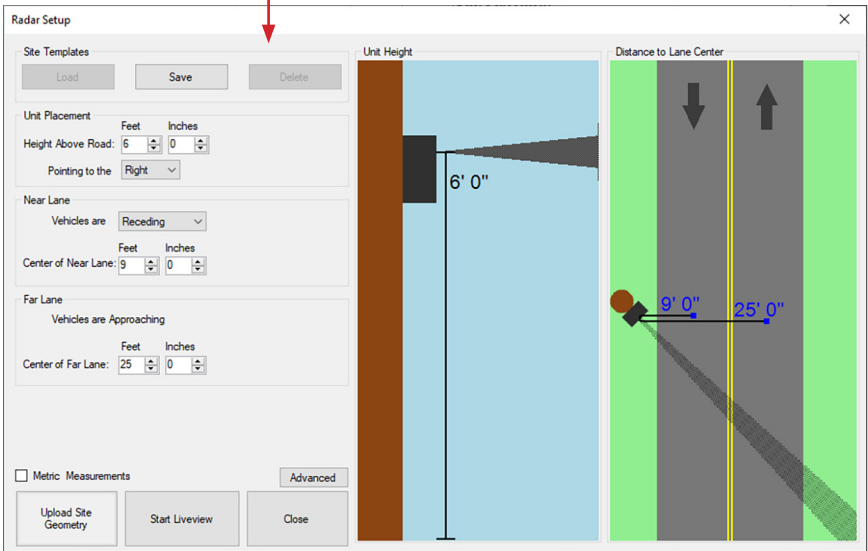 Radar Setup
Site Templates
Load Save Delete
Unit Placement
Feet Inches
Height Above Road: 6 0
Pointing to the Right
Near Lane
Vehicles are Receding
Feet Inches
Center of Near Lane: 9 0
Far Lane
Vehicles are Approaching
Feet Inches
Center of Far Lane: 25 0
Metric Measurements
Advanced
Upload Site
Geometry
Start Liveview
Close
Unit Height
6' 0"
Distance to Lane Center
9' 0"
25' 0"